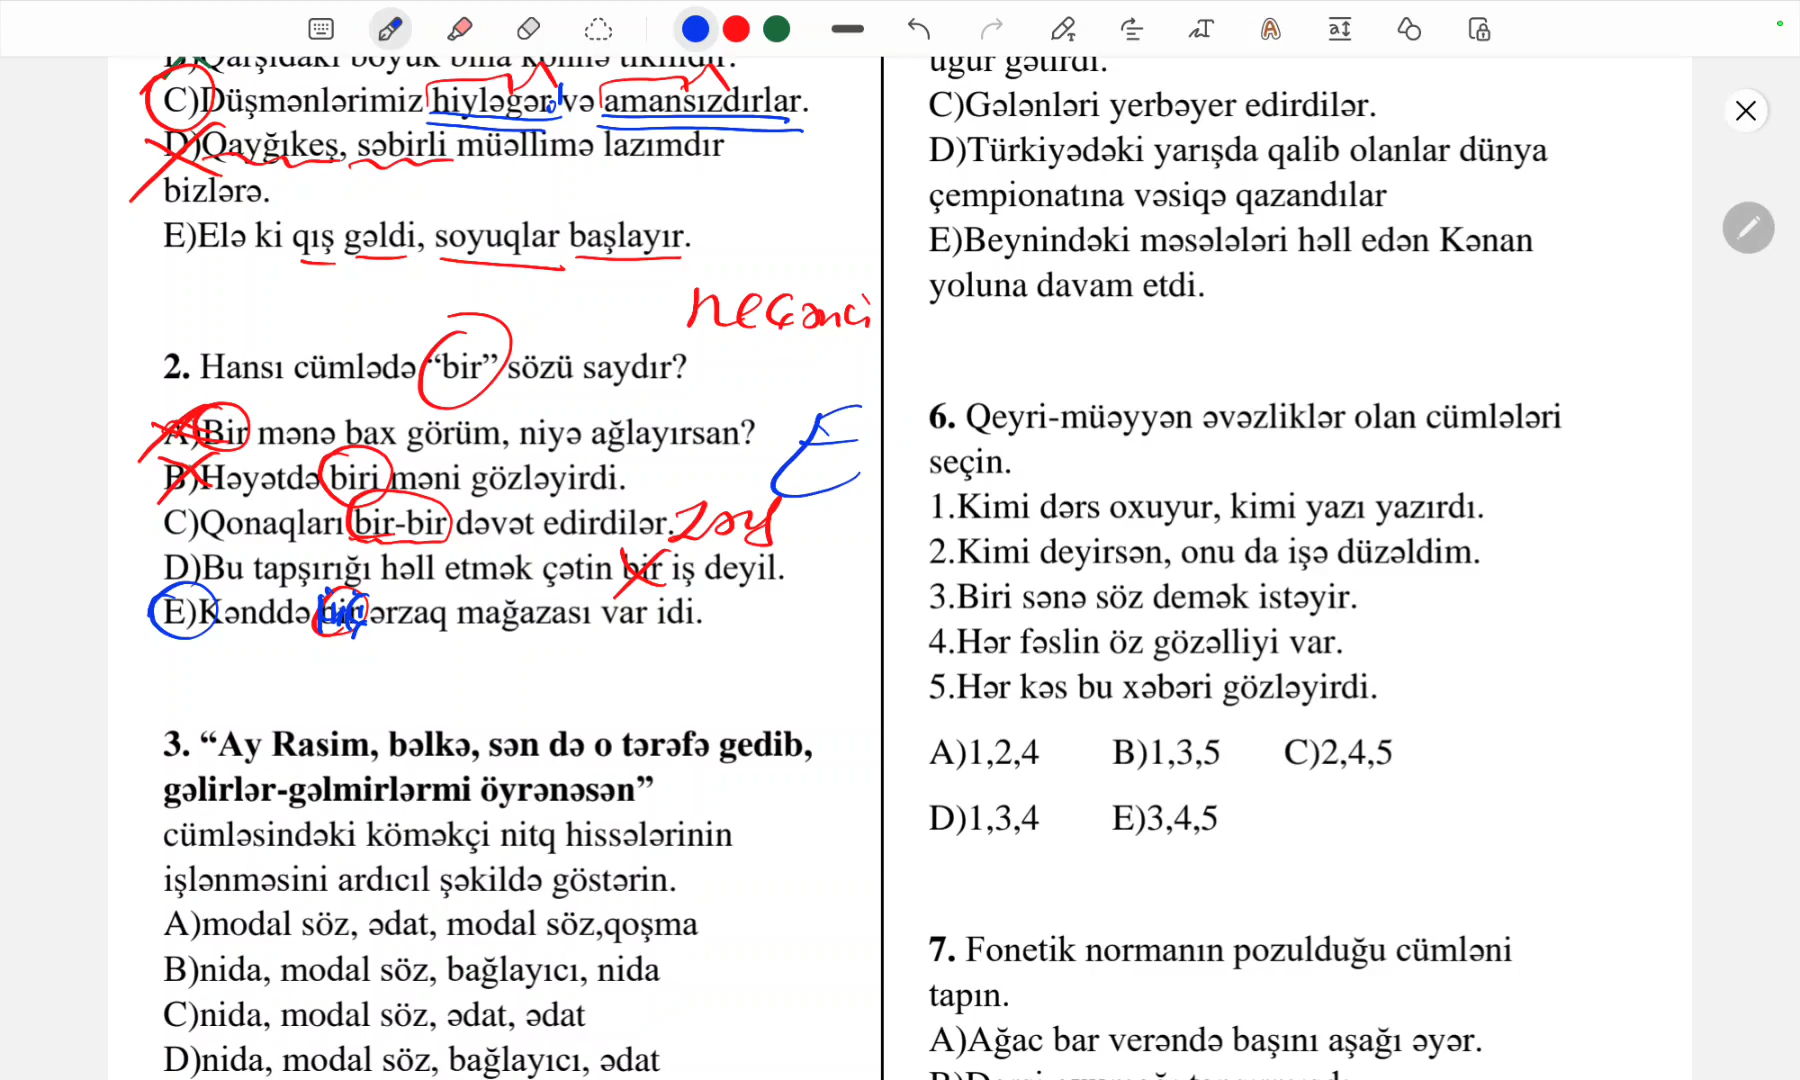 B)Qarşıdakı böyük bina
C)Düşmənlərimiz hiyləgər və amansızdırlar.
D)Qayğıkeş, səbirli müəllimə lazımdır
bizlərə.
E)Elə ki qış gəldi, soyuqlar başlayır.
neçənci
2. Hansı cümlədə “bir” sözü saydır?
A)Bir mənə bax görüm, niyə ağlayırsan?
B)Həyətdə biri məni gözləyirdi.
C)Qonaqları bir-bir dəvət edirdilər.
D)Bu tapşırığı həll etmək çətin bir iş deyil.
E)Kənddə bir ərzaq mağazası var idi.
E
3. “Ay Rasim, bəlkə, sən də o tərəfə gedib,
gəlirlər-gəlmirlərmi öyrənəsən”
cümləsindəki köməkçi nitq hissələrinin
işlənməsini ardıcıl şəkildə göstərin.
A)modal söz, ədat, modal söz,qoşma
B)nida, modal söz, bağlayıcı, nida
C)nida, modal söz, ədat, ədat
D)nida, modal söz, bağlayıcı, ədat
uğur gətirdi.
C)Gələnləri yerbəyer edirdilər.
D)Türkiyədəki yarışda qalib olanlar dünya
çempionatına vəsiqə qazandılar
E)Beynindəki məsələləri həll edən Kənan
yoluna davam etdi.
6. Qeyri-müəyyən əvəzliklər olan cümlələri
seçin.
1.Kimi dərs oxuyur, kimi yazı yazırdı.
2.Kimi deyirsən, onu da işə düzəldim.
3.Biri sənə söz demək istəyir.
4.Hər fəslin öz gözəlliyi var.
5.Hər kəs bu xəbəri gözləyirdi.
A)1,2,4 B)1,3,5 C)2,4,5
D)1,3,4 E)3,4,5
7. Fonetik normanın pozulduğu cümləni
tapın.
A)Ağac bar verəndə başını aşağı əyər.